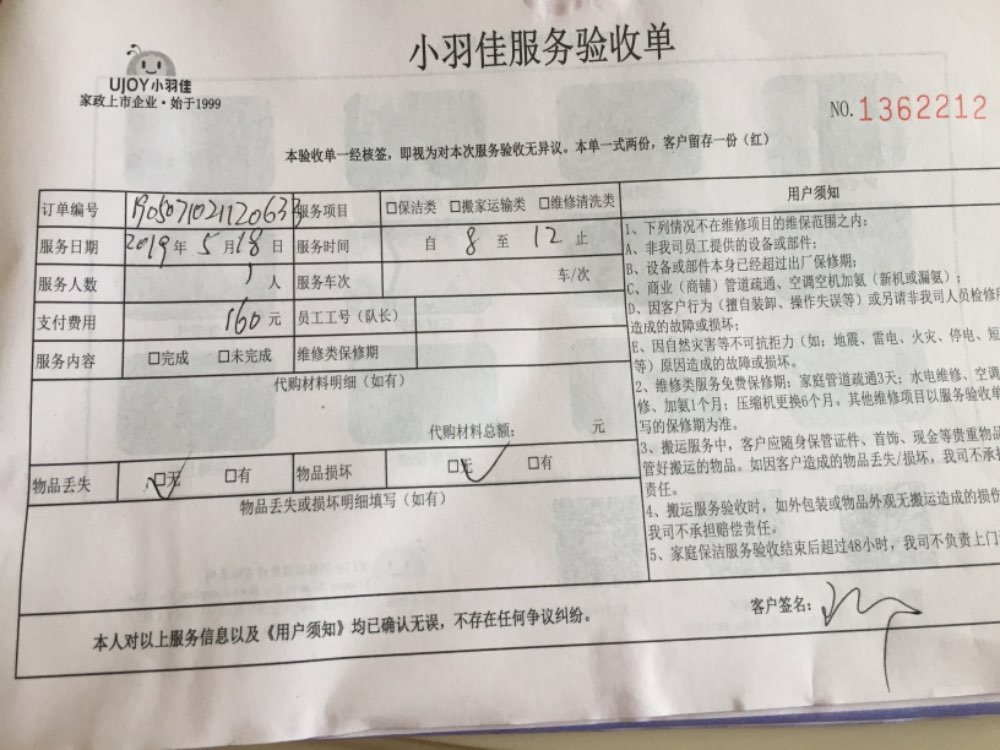 小羽佳服务验收单
UJOY小羽佳
家政上市企业·始于1999
NO.1362212
本验收单一经核签，即视为对本次服务验收无异议。本单一式两份，客户留存一份（红）
订单编号 服务项目 □保洁类 □搬家运输类 □维修清洗类
服务日期 2019年 5月18日 服务时间 自 8 至 12 止
服务人数 1 人 服务车次 车/次
支付费用 160元 员工工号（队长）
服务内容 □完成 □未完成 维修类保修期
代购材料明细（如有）
代购材料总额： 元
物品丢失 □无 □有 物品损坏 □无 □有
物品丢失或损坏明细填写（如有）
用户须知
1、下列情况不在维修项目的维保范围之内：
A、非我司员工提供的设备或部件；
B、设备或部件本身已经超过出厂保修期；
C、商业（商铺）管道疏通、空调空机加氨（新机或漏氨）；
D、因客户行为（擅自装卸、操作失误等）或另请非我司人员检修
造成的故障或损坏；
E、因自然灾害等不可抗拒力（如：地震、雷电、火灾、停电、短
等）原因造成的故障或损坏。
2、维修类服务免费保修期：家庭管道疏通3天；水电维修、空调
修、加氨1个月；压缩机更换6个月。其他维修项目以服务验收单
写的保修期为准。
3、搬运服务中，客户应随身保管证件、首饰、现金等贵重物品
管好搬运的物品。如因客户造成的物品丢失/损坏，我司不承担
责任。
4、搬运服务验收时，如外包装或物品外观无搬运造成的损伤
我司不承担赔偿责任。
5、家庭保洁服务验收结束后超过48小时，我司不负责上门
客户签名：
本人对以上服务信息以及《用户须知》均已确认无误，不存在任何争议纠纷。